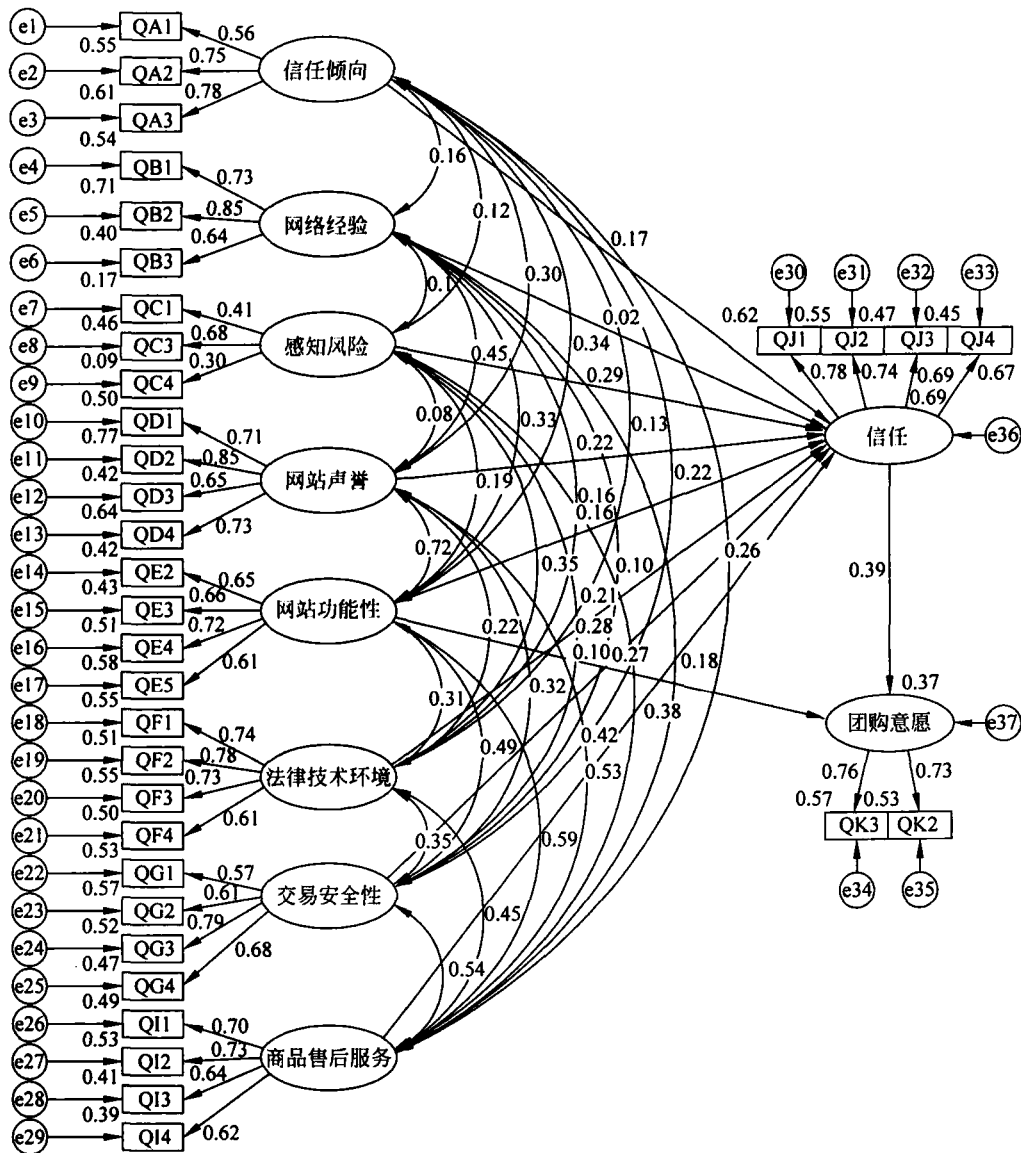 e1 QA1 0.56
0.55
e2 QA2 0.75 信任倾向
0.61 0.78
e3 QA3
0.54
0.16
e4 QB1 0.73
0.71
0.12
e5 QB2 0.85 网络经验
0.40 0.64
e6 QB3 0.17
0.17 0.30 e30 e31 e32 e33
0.1
e7 QC1 0.41 0.02
0.46 0.62 0.55 0.47 0.45
e8 QC3 0.68 感知风险 0.34 QJ1 QJ2 QJ3 QJ4
0.09 0.30 0.45 0.29
e9 QC4 0.78 0.74 0.69 0.67
0.50 0.08 0.69
e10 QD1 0.71 0.33 0.22 0.13 信任 e36
0.77
e11 QD2 0.85 网站声誉 0.19 0.22
0.42 0.65 0.16
e12 QD3 0.16
0.64 0.73
e13 QD4 0.72 0.35 0.10 0.26
0.42
e14 QE2 0.65 0.39
0.43 0.66 0.21
e15 QE3 网站功能性 0.22 0.28
0.51 0.72 0.10 0.27 0.18
e16 QE4
0.58 0.61 0.31 0.32 0.38
e17 QE5 0.37
0.55 0.49 0.42
e18 QF1 0.74 0.53 团购意愿 e37
0.51
e19 QF2 0.78 法律技术环境 0.76 0.73
0.55 0.73
e20 QF3 0.57 0.53
0.50 0.61 0.35 0.59 QK3 QK2
e21 QF4
0.53
e22 QG1 0.57 e34 e35
0.57 0.61 交易安全性
e23 QG2 0.45
0.52 0.79
e24 QG3
0.47 0.68 0.54
e25 QG4
0.49
e26 QI1 0.70
0.53 0.73
e27 QI2 商品售后服务
0.41 0.64
e28 QI3
0.39 0.62
e29 QI4